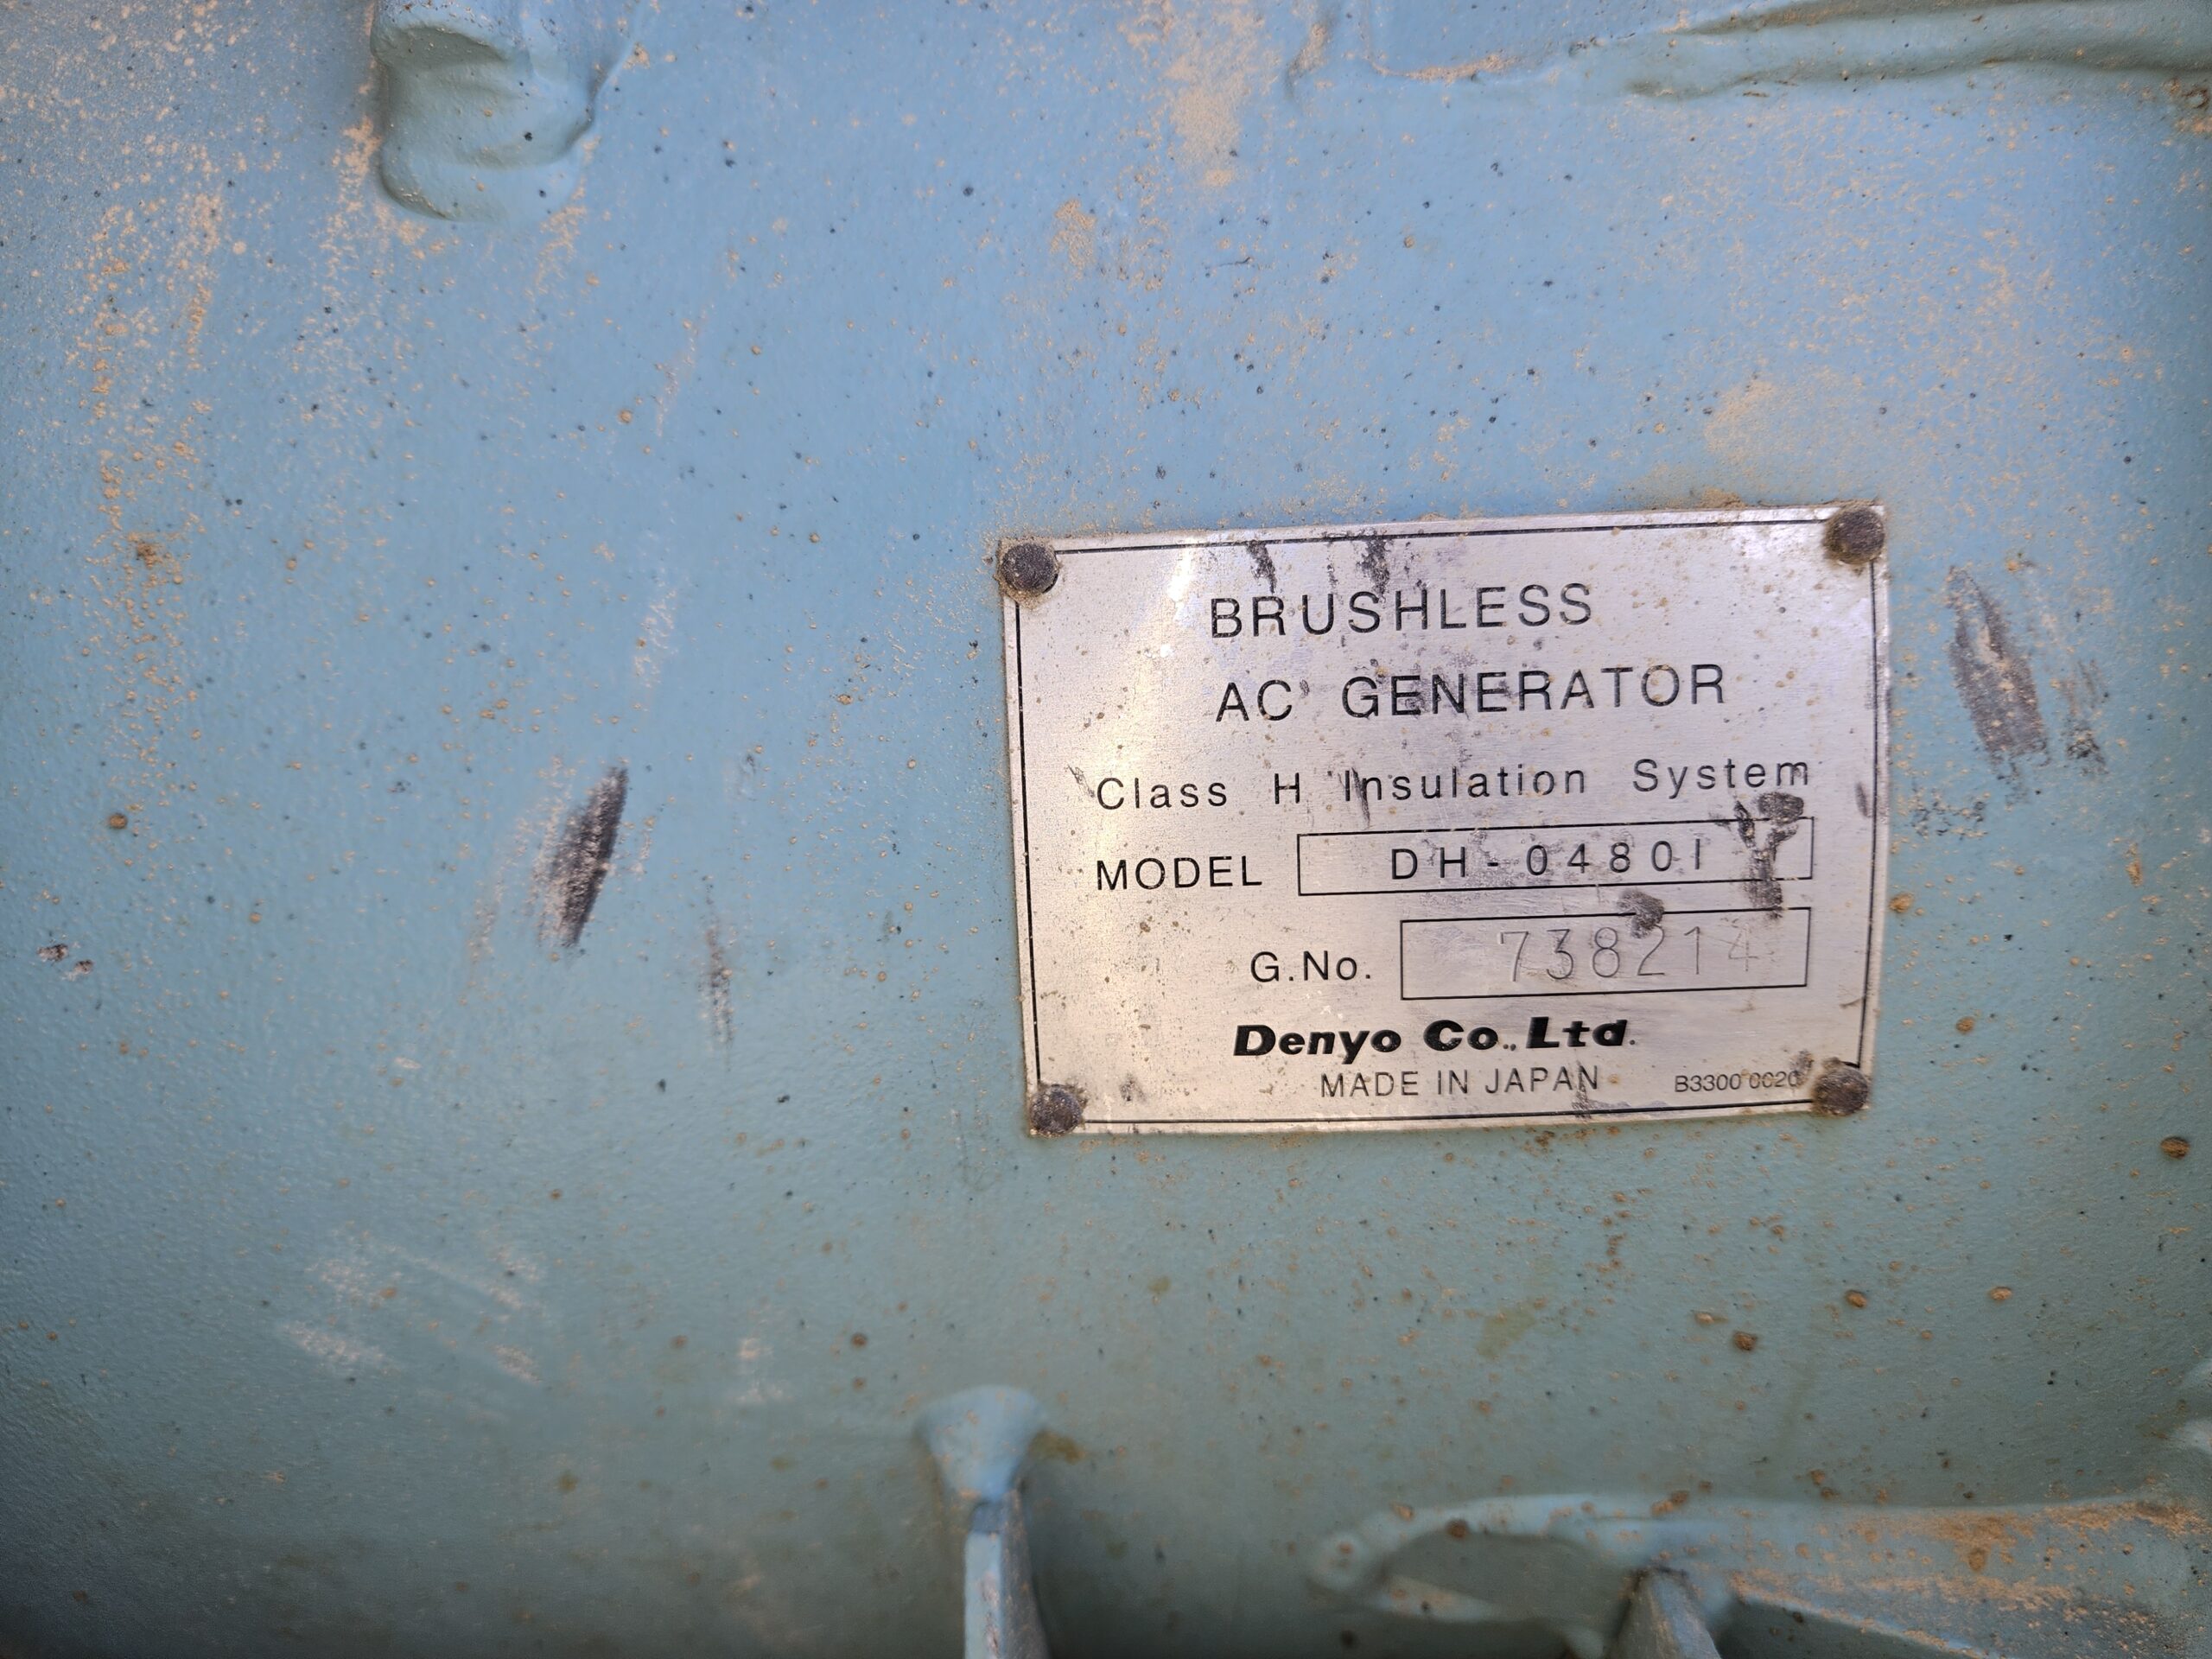 BRUSHLESS
AC GENERATOR
Class H Insulation System
MODEL DH-0480I
G.No. 738214
Denyo Co., Ltd.
MADE IN JAPAN B3300 0020